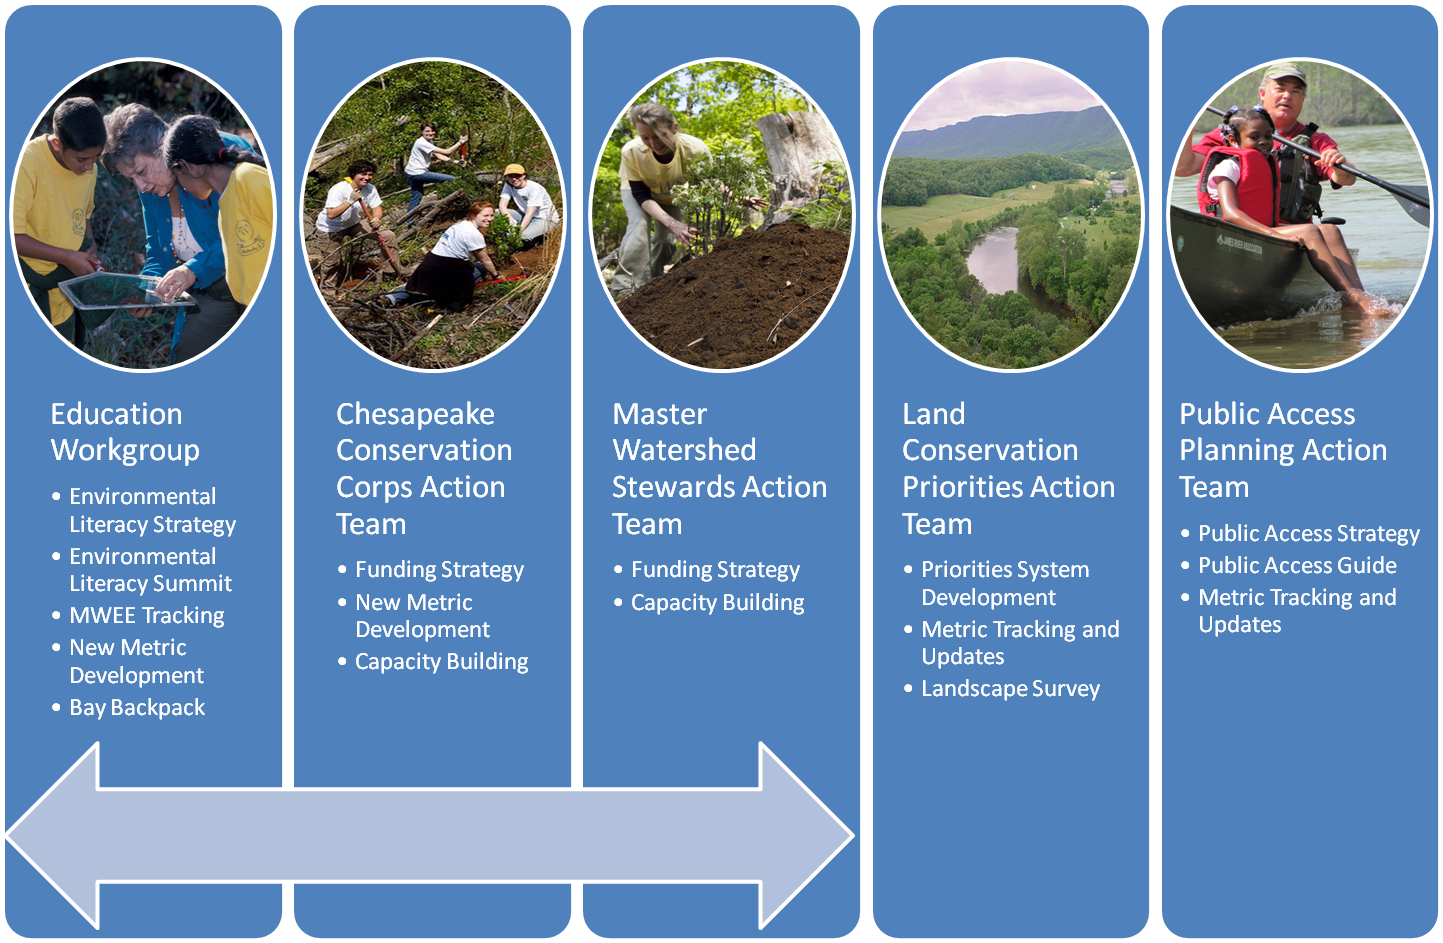 Education
Workgroup
• Environmental
Literacy Strategy
• Environmental
Literacy Summit
• MWEE Tracking
• New Metric
Development
• Bay Backpack
Chesapeake
Conservation
Corps Action
Team
• Funding Strategy
• New Metric
Development
• Capacity Building
Master
Watershed
Stewards Action
Team
• Funding Strategy
• Capacity Building
Land
Conservation
Priorities Action
Team
• Priorities System
Development
• Metric Tracking and
Updates
• Landscape Survey
JAMES RIVER ASSOCIATION
Public Access
Planning Action
Team
• Public Access Strategy
• Public Access Guide
• Metric Tracking and
Updates